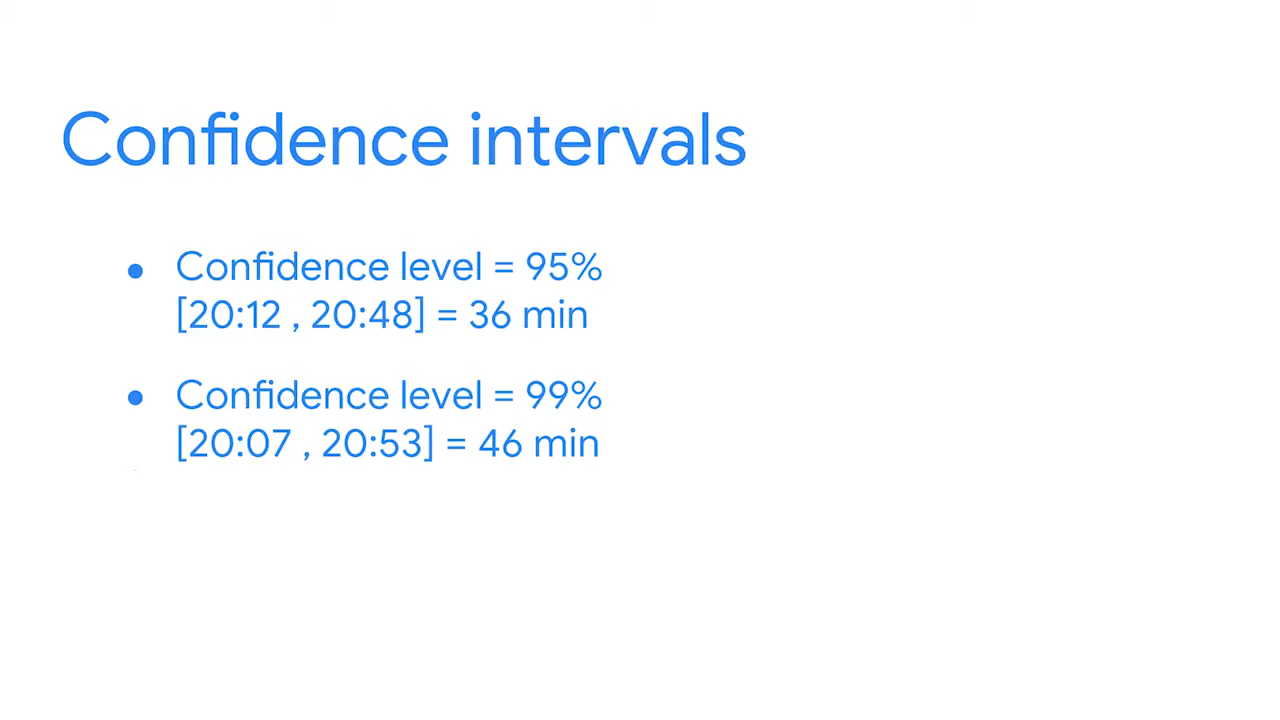 Confidence intervals
● Confidence level = 95%
[20:12 , 20:48] = 36 min
● Confidence level = 99%
[20:07 , 20:53] = 46 min